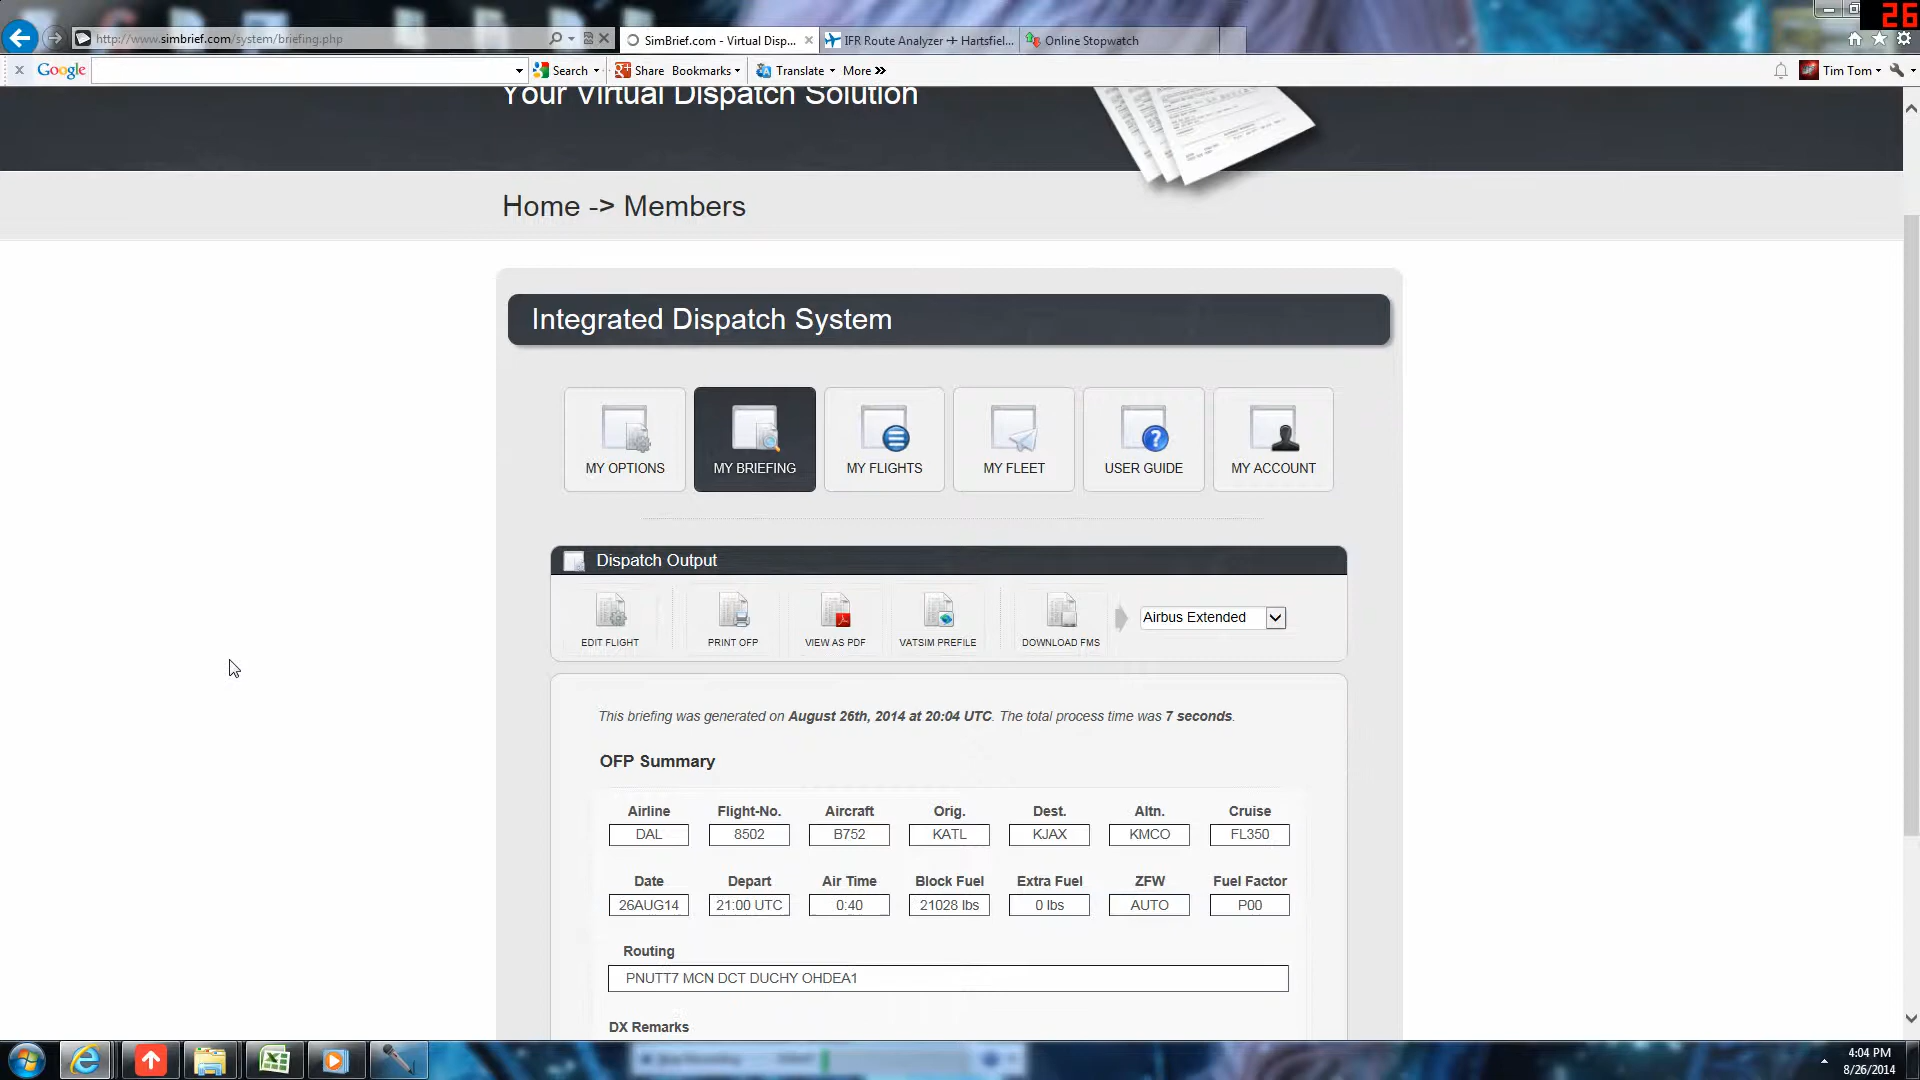 26
http://www.simbrief.com/system/briefing.php
SimBrief.com - Virtual Disp...
IFR Route Analyzer ✈ Hartsfiel...
Online Stopwatch
Google
Search
Share
Bookmarks
Translate
More »
Tim Tom
Your Virtual Dispatch Solution
Home -> Members
Integrated Dispatch System
MY OPTIONS
MY BRIEFING
MY FLIGHTS
MY FLEET
USER GUIDE
MY ACCOUNT
Dispatch Output
EDIT FLIGHT
PRINT OFP
VIEW AS PDF
VATSIM PREFILE
DOWNLOAD FMS
Airbus Extended
This briefing was generated on August 26th, 2014 at 20:04 UTC. The total process time was 7 seconds.
OFP Summary
Airline Flight-No. Aircraft Orig. Dest. Altn. Cruise
DAL 8502 B752 KATL KJAX KMCO FL350
Date Depart Air Time Block Fuel Extra Fuel ZFW Fuel Factor
26AUG14 21:00 UTC 0:40 21028 lbs 0 lbs AUTO P00
Routing
PNUTT7 MCN DCT DUCHY OHDEA1
DX Remarks
4:04 PM
8/26/2014